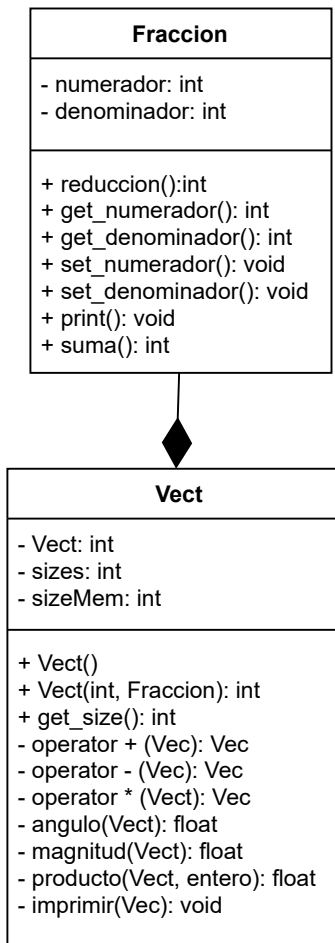 Fraccion
- numerador: int
- denominador: int
+ reduccion():int
+ get_numerador(): int
+ get_denominador(): int
+ set_numerador(): void
+ set_denominador(): void
+ print(): void
+ suma(): int
Vect
- Vect: int
- sizes: int
- sizeMem: int
+ Vect()
+ Vect(int, Fraccion): int
+ get_size(): int
- operator + (Vec): Vec
- operator - (Vec): Vec
- operator * (Vect): Vec
- angulo(Vect): float
- magnitud(Vect): float
- producto(Vect, entero): float
- imprimir(Vec): void